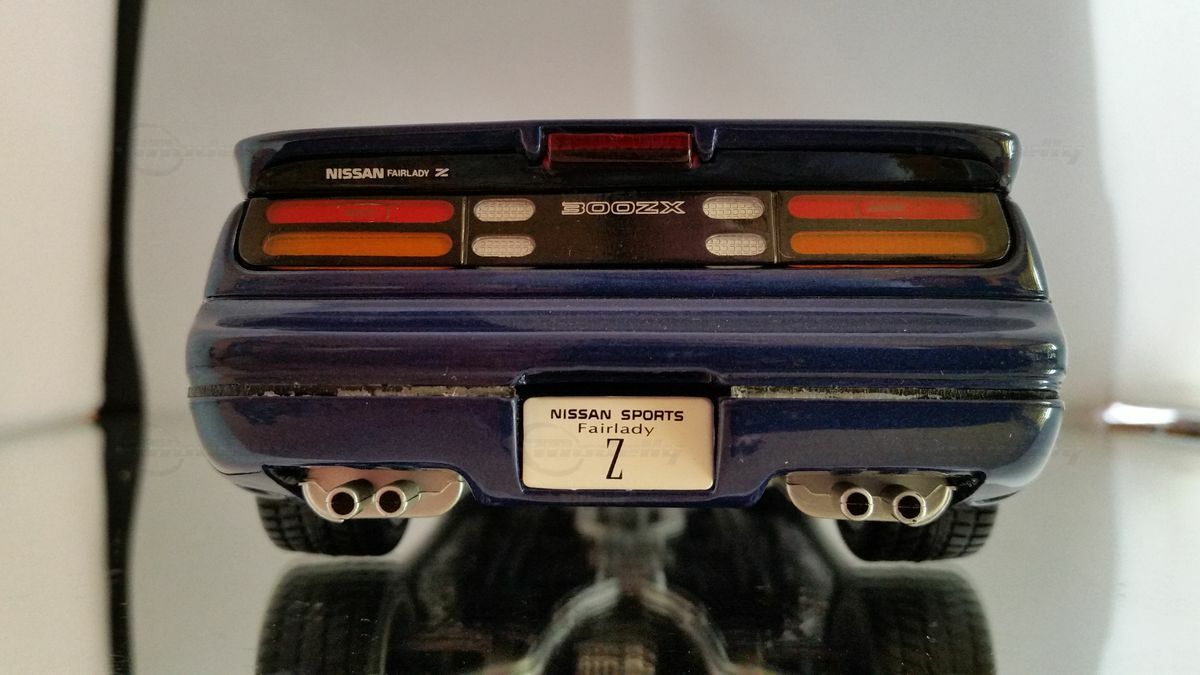 NISSAN FAIRLADY Z
300ZX
NISSAN SPORTS
Fairlady
Z